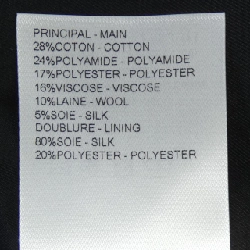 PRINCIPAL - MAIN
28%COTON - COTTON
24%POLYAMIDE - POLYAMIDE
17%POLYESTER - POLYESTER
16%VISCOSE - VISCOSE
10%LAINE - WOOL
5%SOIE - SILK
DOUBLURE - LINING
80%SOIE - SILK
20%POLYESTER - POLYESTER